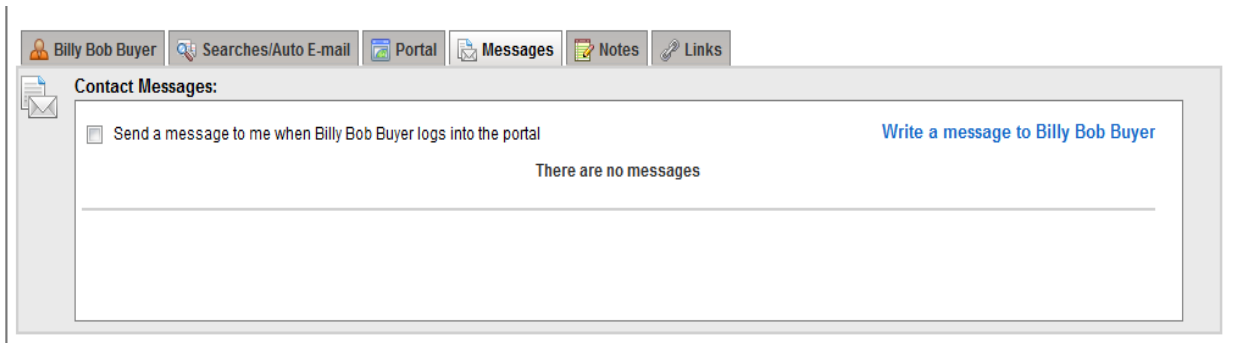 Billy Bob Buyer Searches/Auto E-mail Portal Messages Notes Links
Contact Messages:
Send a message to me when Billy Bob Buyer logs into the portal Write a message to Billy Bob Buyer
There are no messages